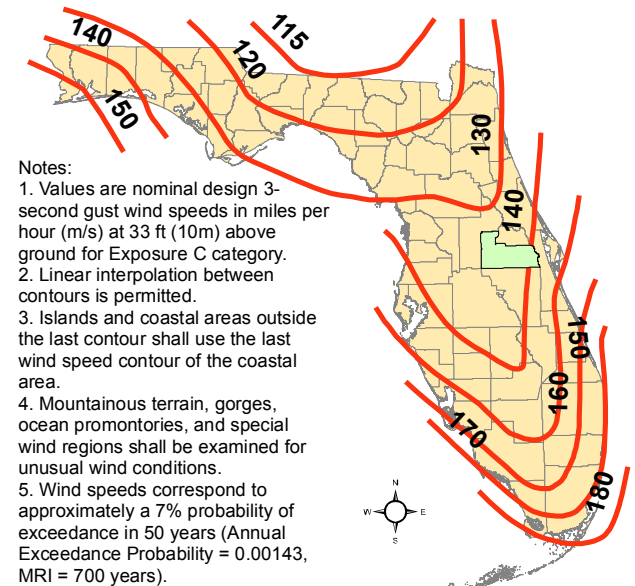 115
140
120
150
130
Notes:
1. Values are nominal design 3-
second gust wind speeds in miles per
hour (m/s) at 33 ft (10m) above
ground for Exposure C category.
2. Linear interpolation between
contours is permitted.
3. Islands and coastal areas outside
the last contour shall use the last
wind speed contour of the coastal
area.
4. Mountainous terrain, gorges,
ocean promontories, and special
wind regions shall be examined for
unusual wind conditions.
5. Wind speeds correspond to
approximately a 7% probability of
exceedance in 50 years (Annual
Exceedance Probability = 0.00143,
MRI = 700 years).
140
150
160
170
180
N
W
E
S